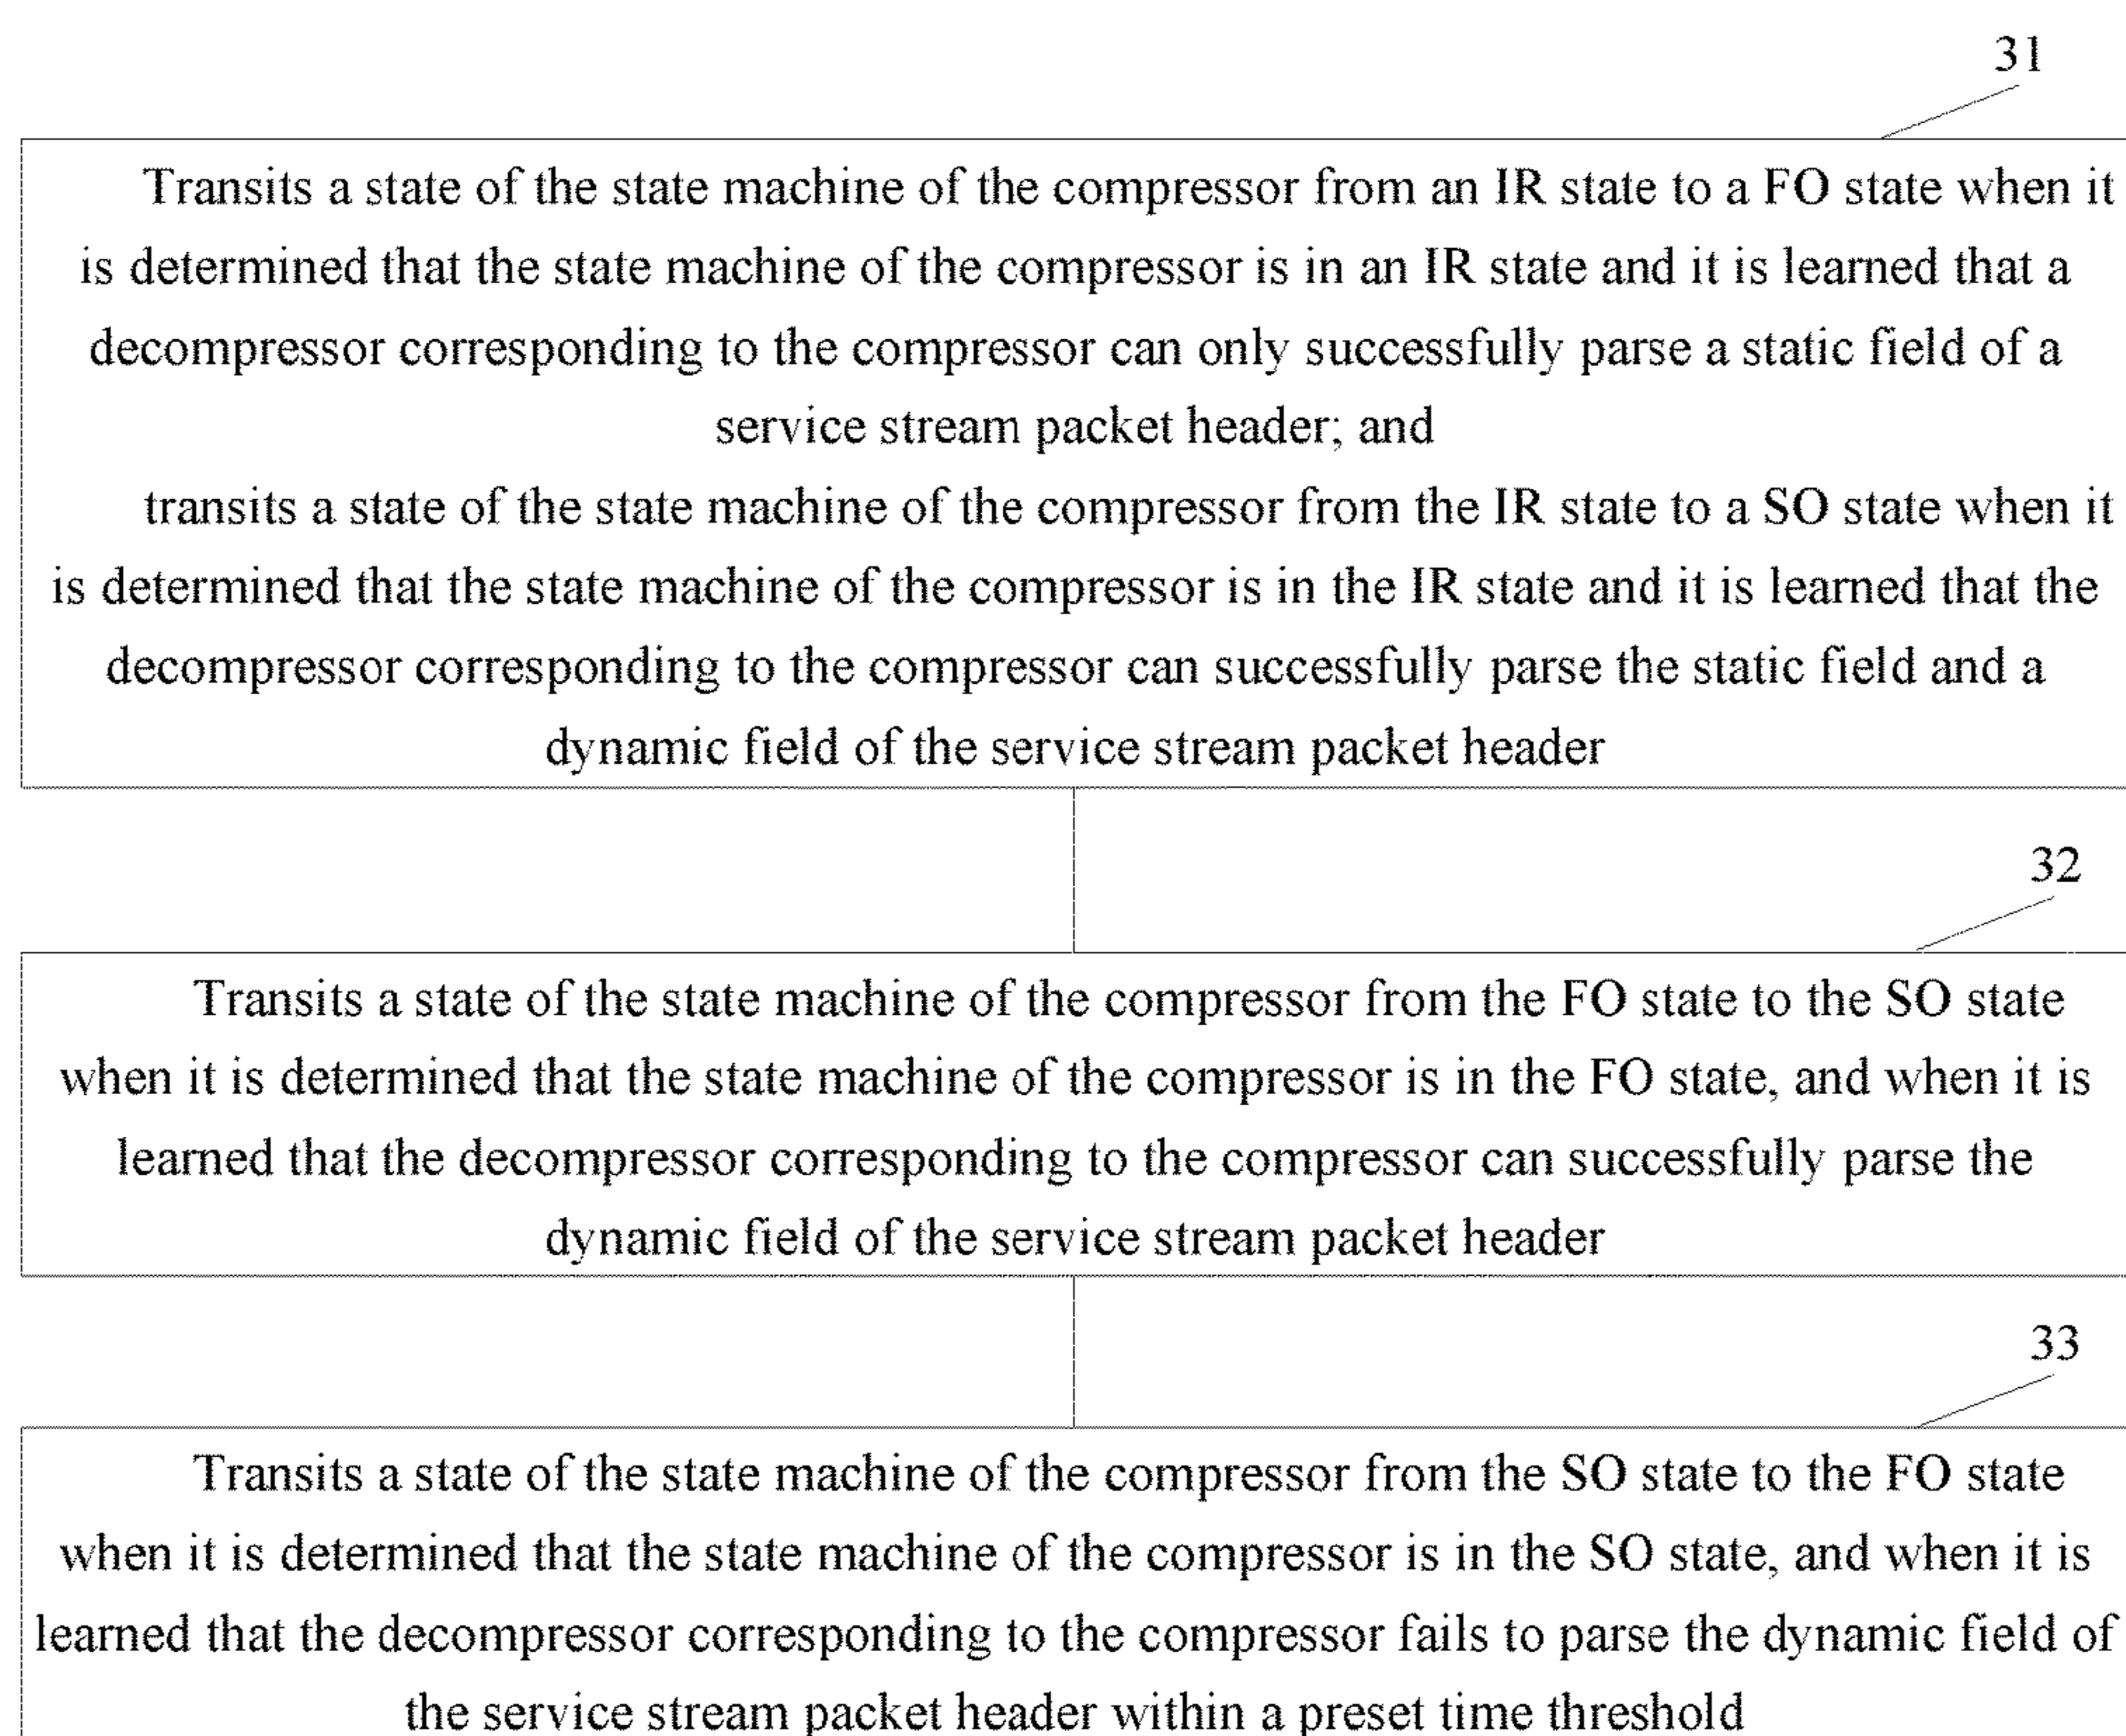 31
Transits a state of the state machine of the compressor from an IR state to a FO state when it
is determined that the state machine of the compressor is in an IR state and it is learned that a
decompressor corresponding to the compressor can only successfully parse a static field of a
service stream packet header; and
transits a state of the state machine of the compressor from the IR state to a SO state when it
is determined that the state machine of the compressor is in the IR state and it is learned that the
decompressor corresponding to the compressor can successfully parse the static field and a
dynamic field of the service stream packet header
32
Transits a state of the state machine of the compressor from the FO state to the SO state
when it is determined that the state machine of the compressor is in the FO state, and when it is
learned that the decompressor corresponding to the compressor can successfully parse the
dynamic field of the service stream packet header
33
Transits a state of the state machine of the compressor from the SO state to the FO state
when it is determined that the state machine of the compressor is in the SO state, and when it is
learned that the decompressor corresponding to the compressor fails to parse the dynamic field of
the service stream packet header within a preset time threshold